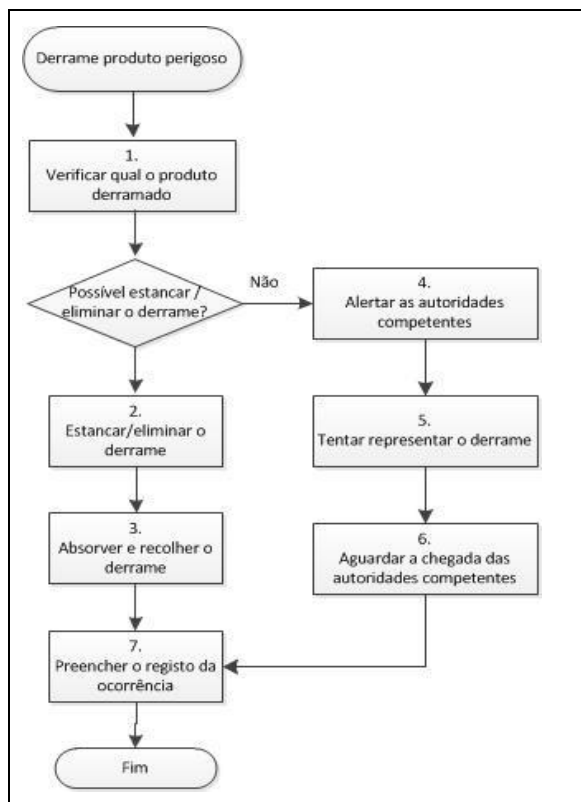 Derrame produto perigoso
1.
Verificar qual o produto
derramado
Possível estancar /
eliminar o derrame?
Não
4.
Alertar as autoridades
competentes
2.
Estancar/eliminar o
derrame
5.
Tentar representar o derrame
3.
Absorver e recolher o
derrame
6.
Aguardar a chegada das
autoridades competentes
7.
Preencher o registo da
ocorrência
Fim